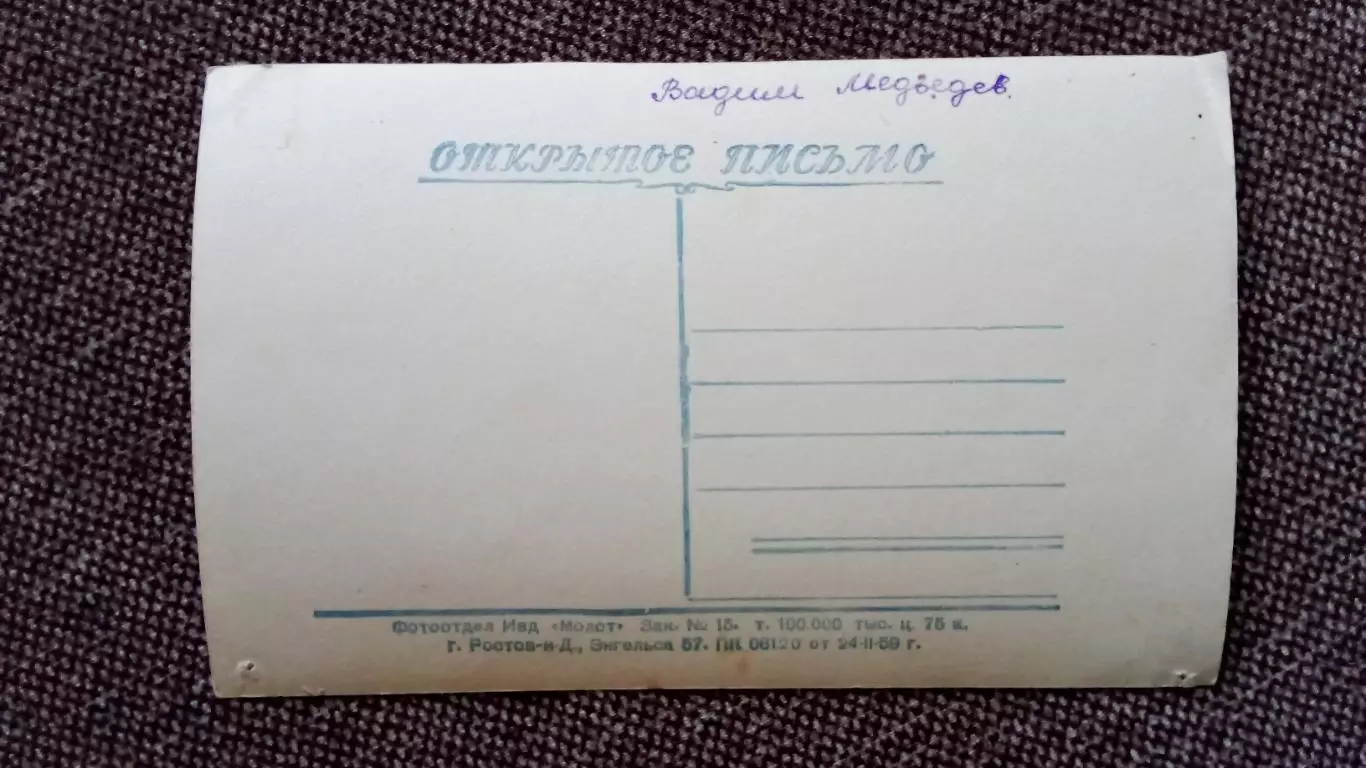 Вадим Медведев.
ОТКРЫТОЕ ПИСЬМО
Фотоотдел Изд «Молот» Зак. № 15. т. 100.000 тыс. ц. 75 к.
г. Ростов-н-Д., Энгельса 57. ПК 06120 от 24-II-59 г.